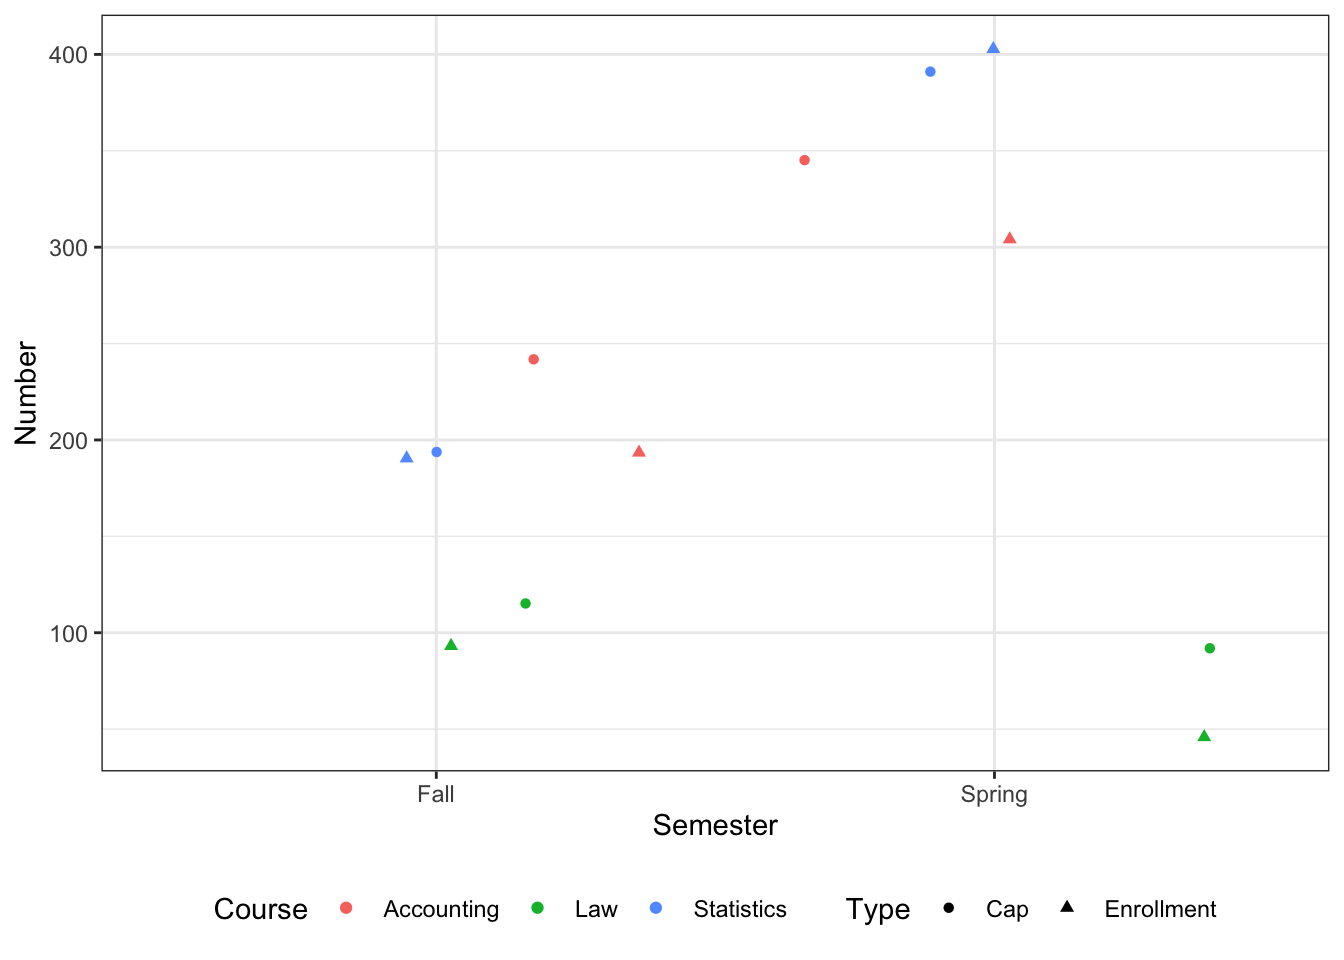 400
300
200
100
Number
Fall Spring
Semester
Course Accounting Law Statistics Type Cap Enrollment